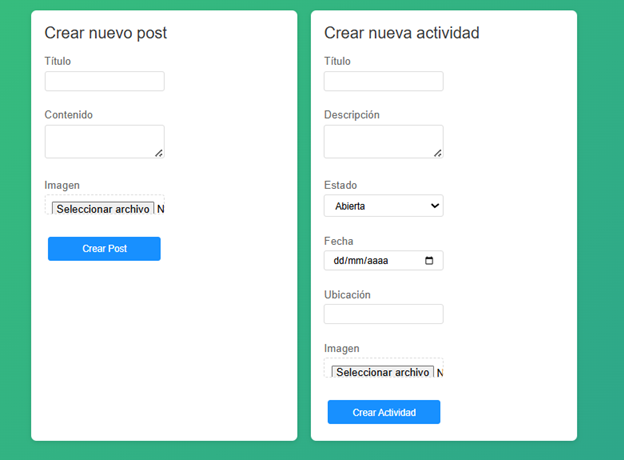 Crear nuevo post
Título
Contenido
Imagen
Seleccionar archivo N
Crear Post
Crear nueva actividad
Título
Descripción
Estado
Abierta
Fecha
dd/mm/aaaa
Ubicación
Imagen
Seleccionar archivo N
Crear Actividad